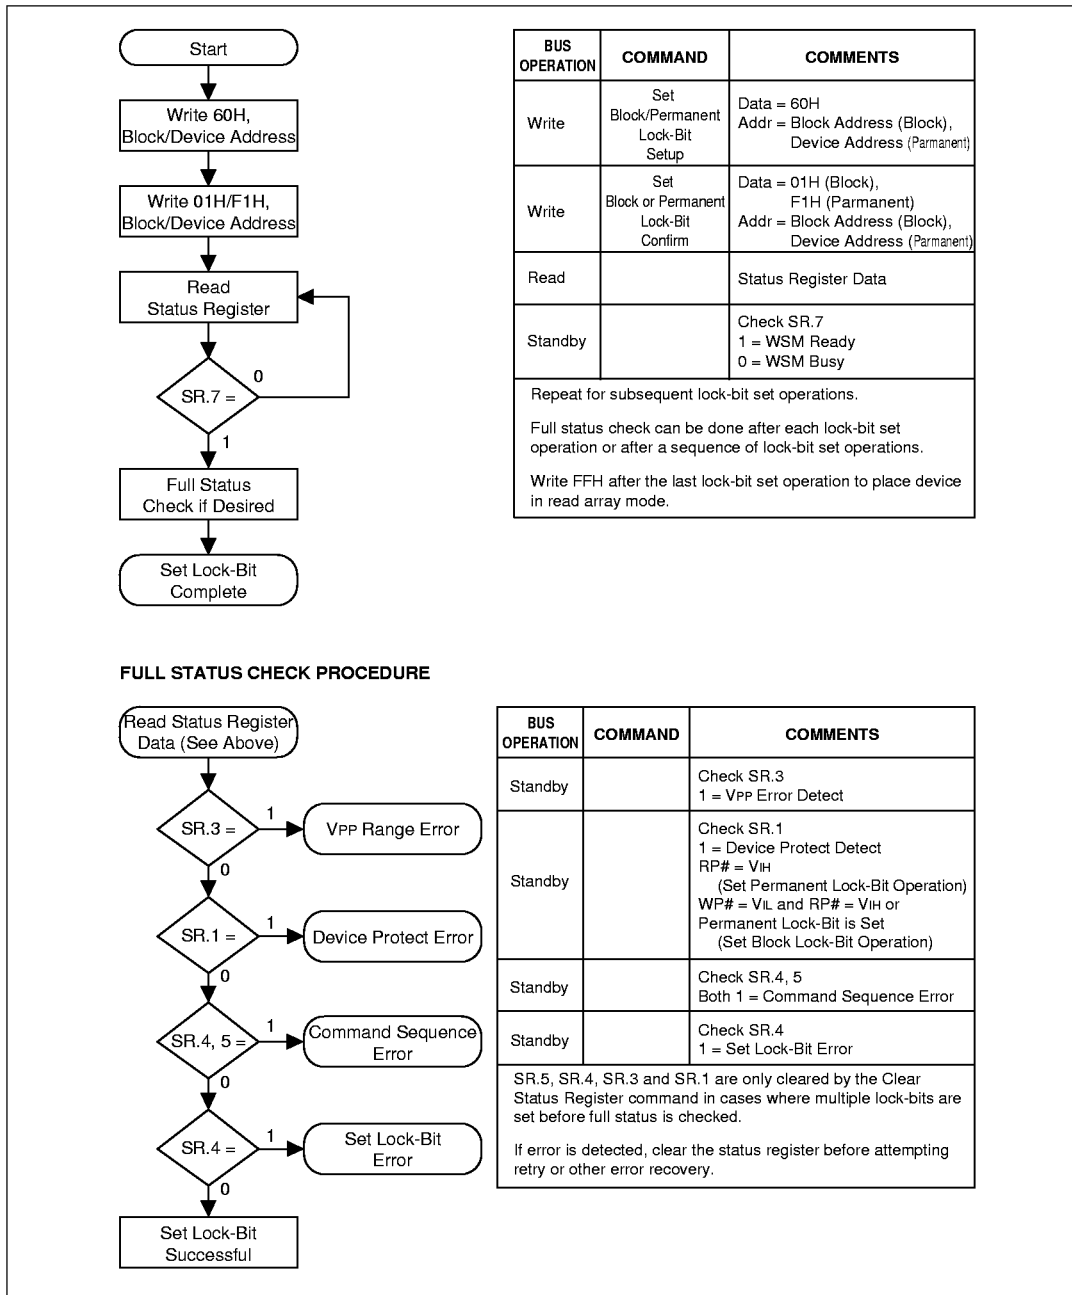 Start
Write 60H,
Block/Device Address
Write 01H/F1H,
Block/Device Address
Read
Status Register
SR.7 =
0
1
Full Status
Check if Desired
Set Lock-Bit
Complete
BUS
OPERATION
COMMAND
COMMENTS
Write
Set
Block/Permanent
Lock-Bit
Setup
Data = 60H
Addr = Block Address (Block),
Device Address (Parmanent)
Write
Set
Block or Permanent
Lock-Bit
Confirm
Data = 01H (Block),
F1H (Parmanent)
Addr = Block Address (Block),
Device Address (Parmanent)
Read
Status Register Data
Standby
Check SR.7
1 = WSM Ready
0 = WSM Busy
Repeat for subsequent lock-bit set operations.
Full status check can be done after each lock-bit set
operation or after a sequence of lock-bit set operations.
Write FFH after the last lock-bit set operation to place device
in read array mode.
FULL STATUS CHECK PROCEDURE
Read Status Register
Data (See Above)
SR.3 =
1
VPP Range Error
0
SR.1 =
1
Device Protect Error
0
SR.4, 5 =
1
Command Sequence
Error
0
SR.4 =
1
Set Lock-Bit
Error
0
Set Lock-Bit
Successful
BUS
OPERATION
COMMAND
COMMENTS
Standby
Check SR.3
1 = VPP Error Detect
Standby
Check SR.1
1 = Device Protect Detect
RP# = VIH
(Set Permanent Lock-Bit Operation)
WP# = VIL and RP# = VIH or
Permanent Lock-Bit is Set
(Set Block Lock-Bit Operation)
Standby
Check SR.4, 5
Both 1 = Command Sequence Error
Standby
Check SR.4
1 = Set Lock-Bit Error
SR.5, SR.4, SR.3 and SR.1 are only cleared by the Clear
Status Register command in cases where multiple lock-bits are
set before full status is checked.
If error is detected, clear the status register before attempting
retry or other error recovery.